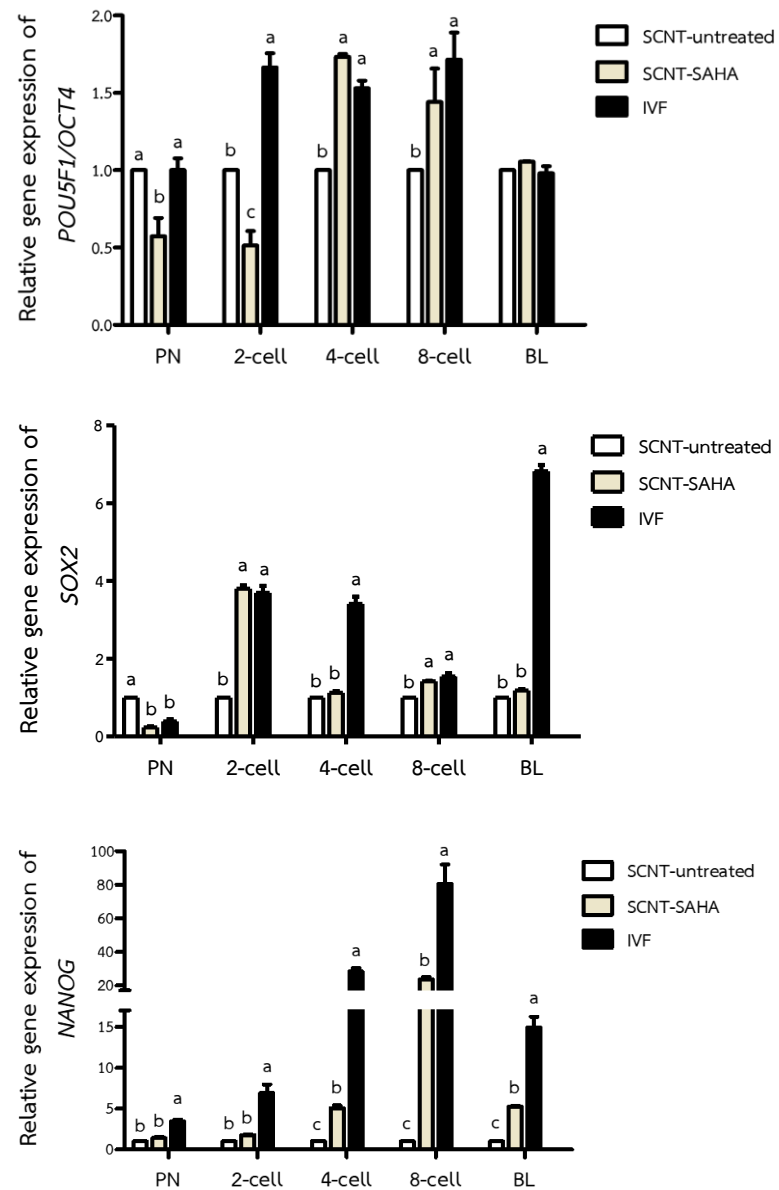 Relative gene expression of
POU5F1/OCT4
2.0
1.5
1.0
0.5
0.0
a
b
a
b
c
a
b
a
a
b
a
a
PN
2-cell
4-cell
8-cell
BL
SCNT-untreated
SCNT-SAHA
IVF
Relative gene expression of
SOX2
8
6
4
2
0
a
b
b
b
a
a
b
b
a
b
a
a
b
b
a
PN
2-cell
4-cell
8-cell
BL
SCNT-untreated
SCNT-SAHA
IVF
Relative gene expression of
NANOG
100
80
60
40
20
15
10
5
0
b
b
a
b
b
a
c
b
a
c
b
a
c
b
a
PN
2-cell
4-cell
8-cell
BL
SCNT-untreated
SCNT-SAHA
IVF